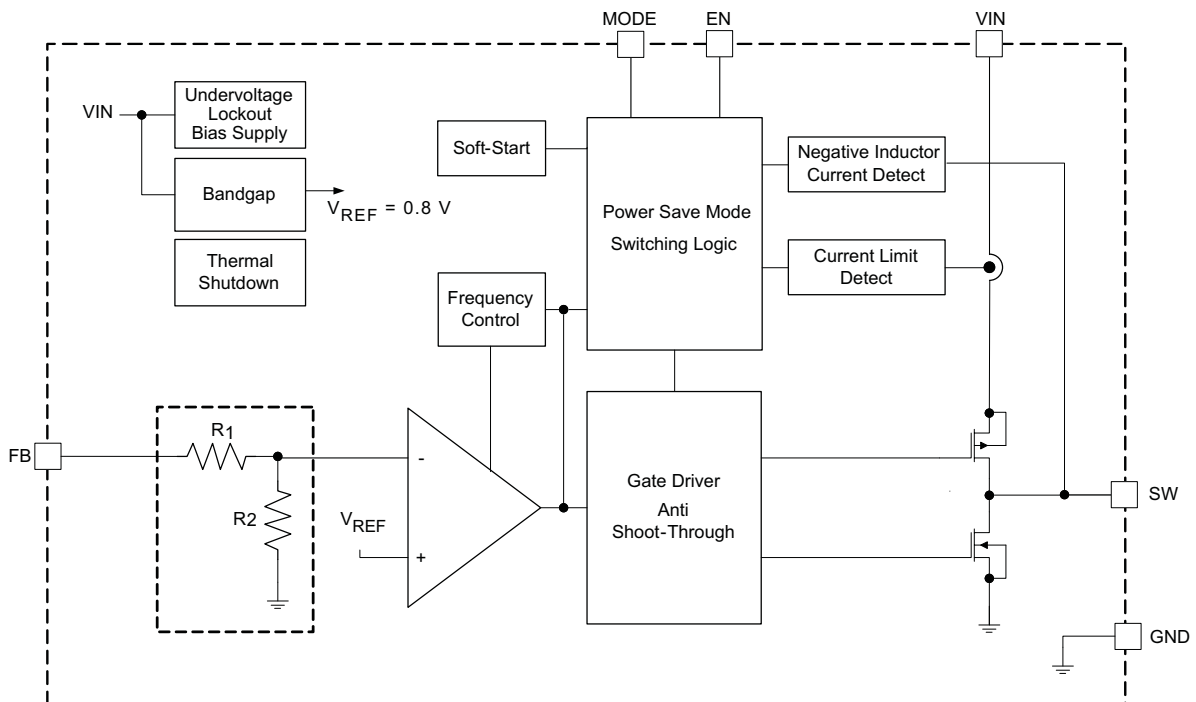 MODE
EN
VIN
VIN
Undervoltage
Lockout
Bias Supply
Bandgap
VREF = 0.8 V
Thermal
Shutdown
Soft-Start
Power Save Mode
Switching Logic
Negative Inductor
Current Detect
Current Limit
Detect
Frequency
Control
FB
R1
R2
VREF
-
+
Gate Driver
Anti
Shoot-Through
SW
GND